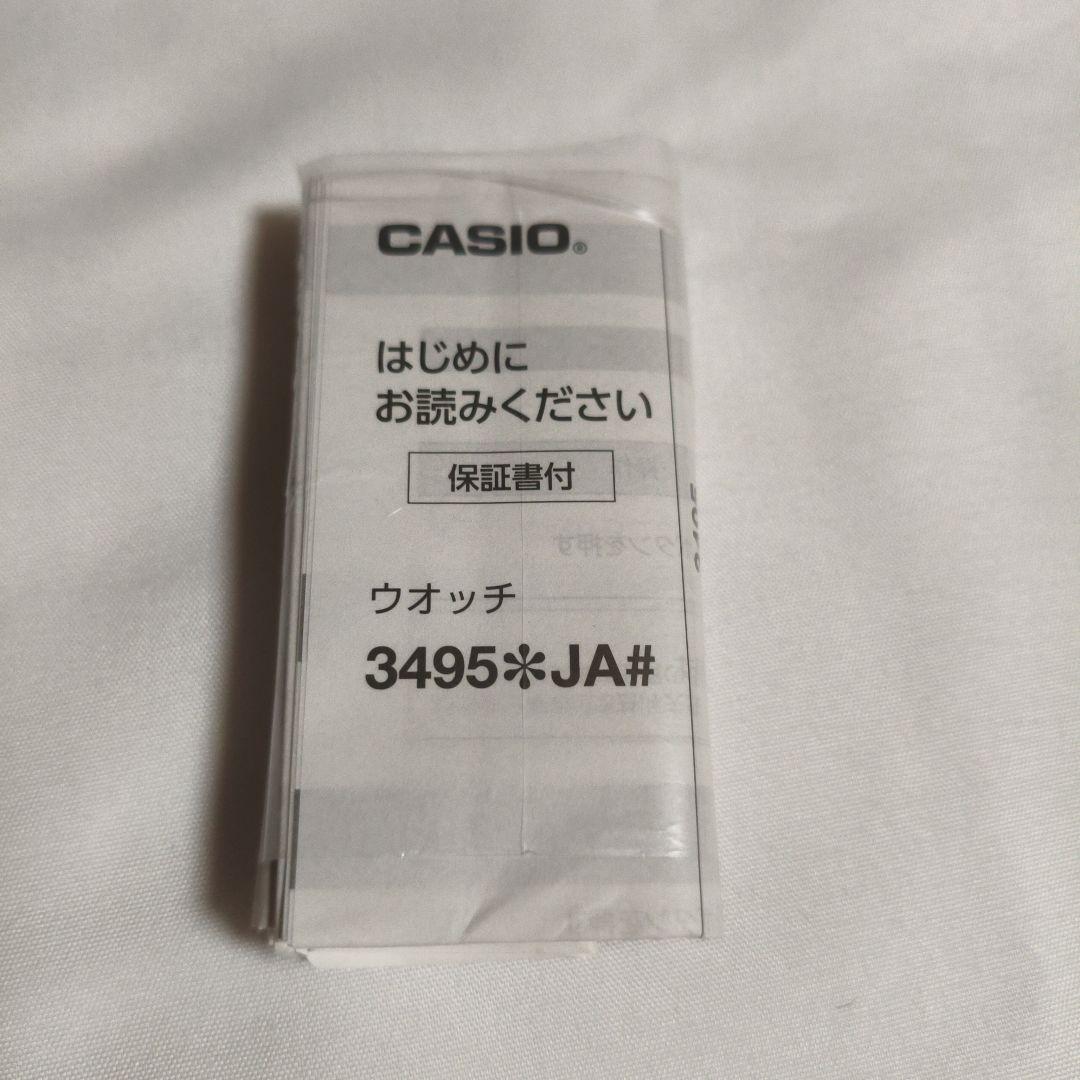 CASIO®
はじめに
お読みください
保証書付
ウオッチ
3495✽JA#